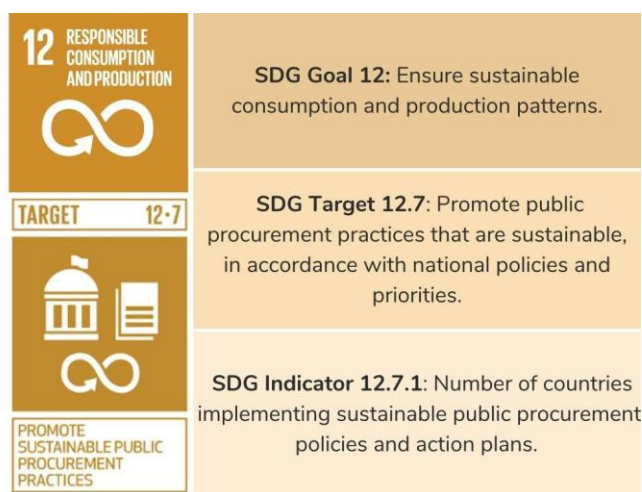 12 RESPONSIBLE
CONSUMPTION
AND PRODUCTION
TARGET 12·7
PROMOTE
SUSTAINABLE PUBLIC
PROCUREMENT
PRACTICES
SDG Goal 12: Ensure sustainable
consumption and production patterns.
SDG Target 12.7: Promote public
procurement practices that are sustainable,
in accordance with national policies and
priorities.
SDG Indicator 12.7.1: Number of countries
implementing sustainable public procurement
policies and action plans.